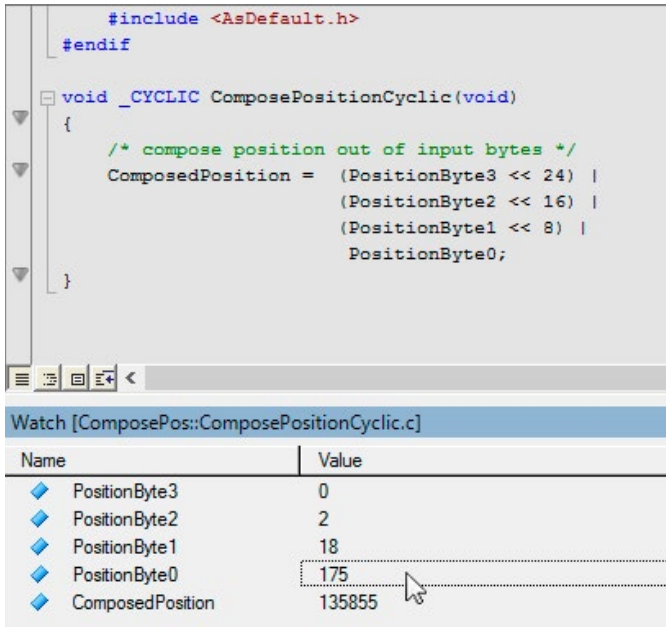 #include <AsDefault.h>
#endif
void _CYCLIC ComposePositionCyclic(void)
{
/* compose position out of input bytes */
ComposedPosition = (PositionByte3 << 24) |
(PositionByte2 << 16) |
(PositionByte1 << 8) |
PositionByte0;
}
Watch [ComposePos::ComposePositionCyclic.c]
Name Value
PositionByte3 0
PositionByte2 2
PositionByte1 18
PositionByte0 175
ComposedPosition 135855